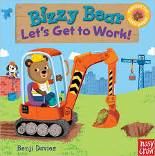 Bizzy Bear
Let's Get to Work!
Benji Davies
nosy
crow